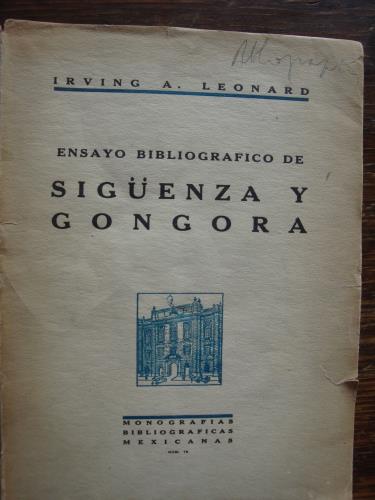 IRVING A. LEONARD
ENSAYO BIBLIOGRAFICO DE
SIGÜENZA Y
GONGORA
MONOGRAFIAS
BIBLIOGRAFICAS
MEXICANAS